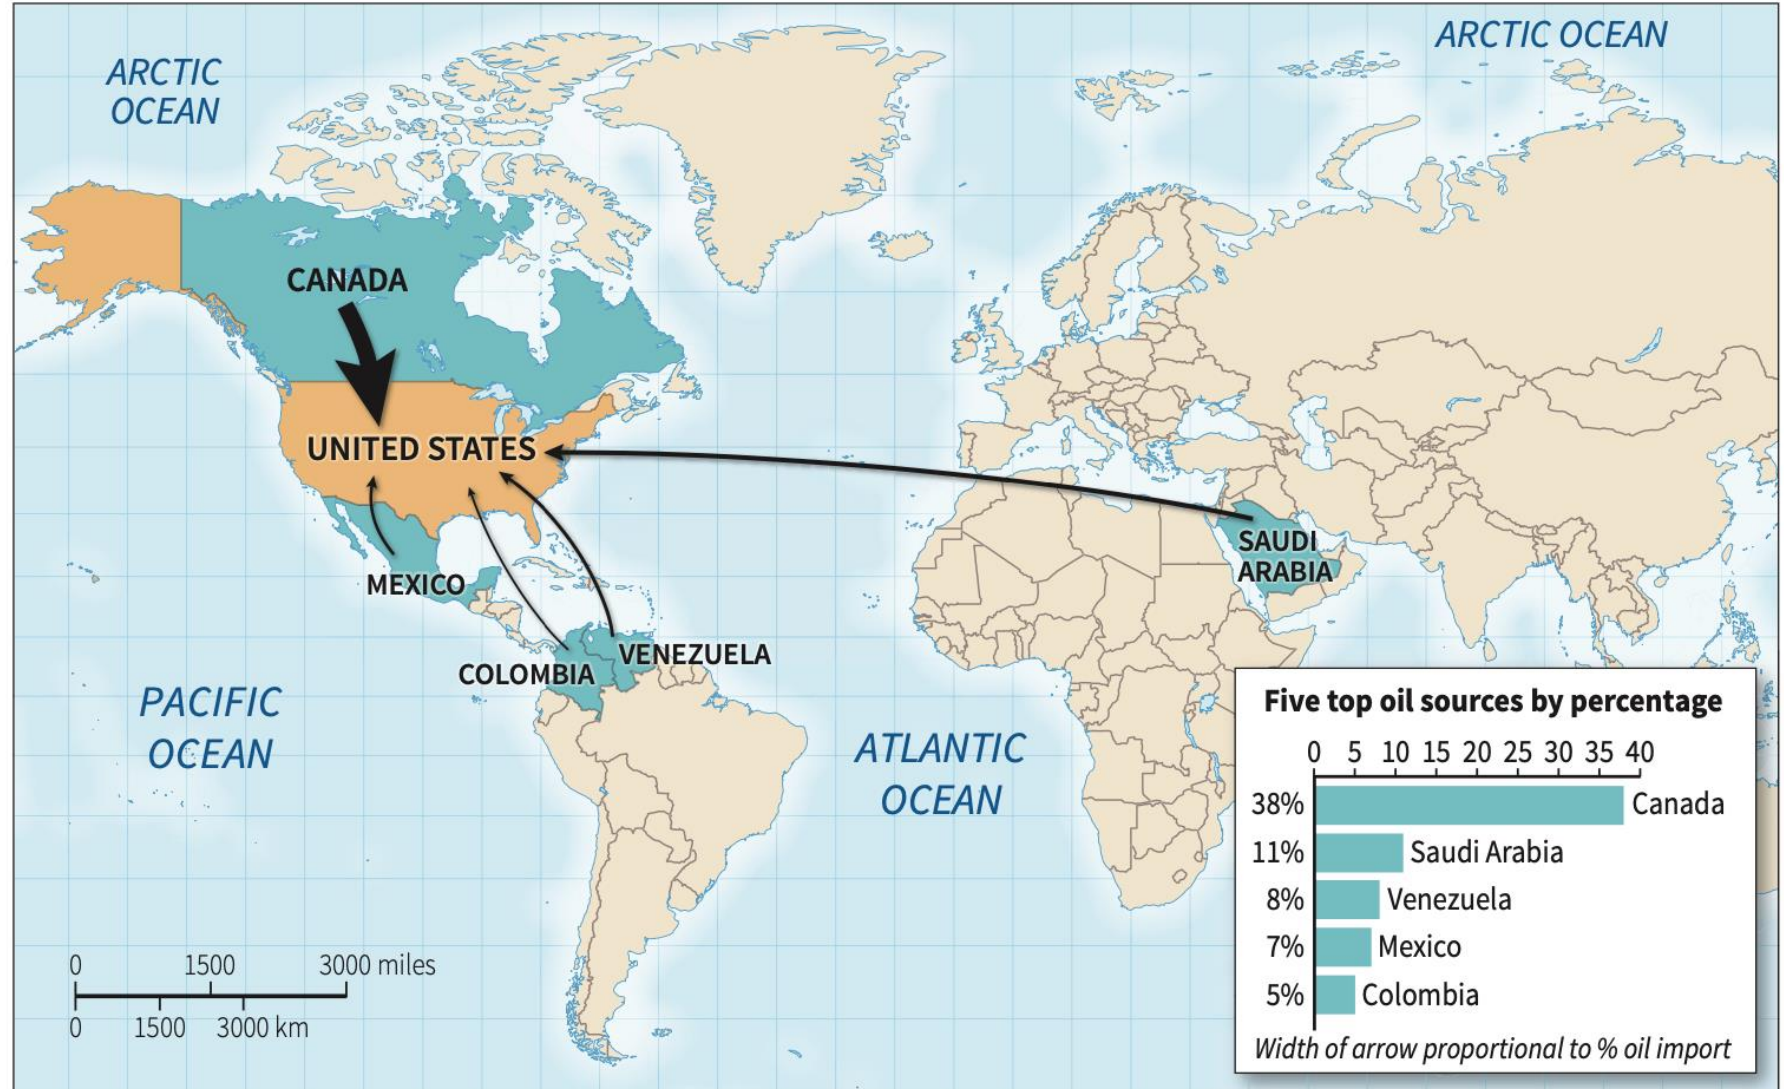 ARCTIC
OCEAN
ARCTIC OCEAN
CANADA
UNITED STATES
MEXICO
COLOMBIA
VENEZUELA
SAUDI
ARABIA
PACIFIC
OCEAN
ATLANTIC
OCEAN
0 1500 3000 miles
0 1500 3000 km
Five top oil sources by percentage
0 5 10 15 20 25 30 35 40
38% Canada
11% Saudi Arabia
8% Venezuela
7% Mexico
5% Colombia
Width of arrow proportional to % oil import